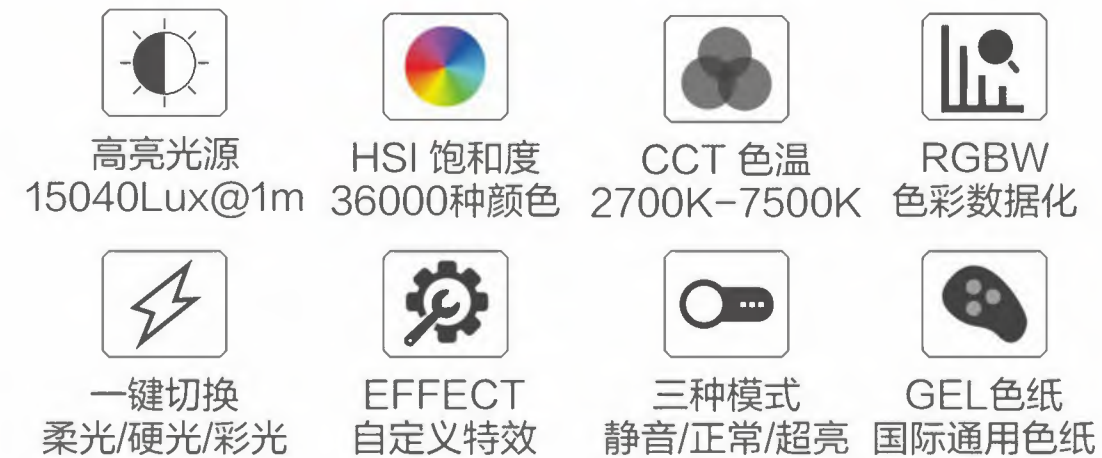 高亮光源
15040Lux@1m
HSI 饱和度
36000种颜色
CCT 色温
2700K-7500K
RGBW
色彩数据化
一键切换
柔光/硬光/彩光
EFFECT
自定义特效
三种模式
静音/正常/超亮
GEL色纸
国际通用色纸